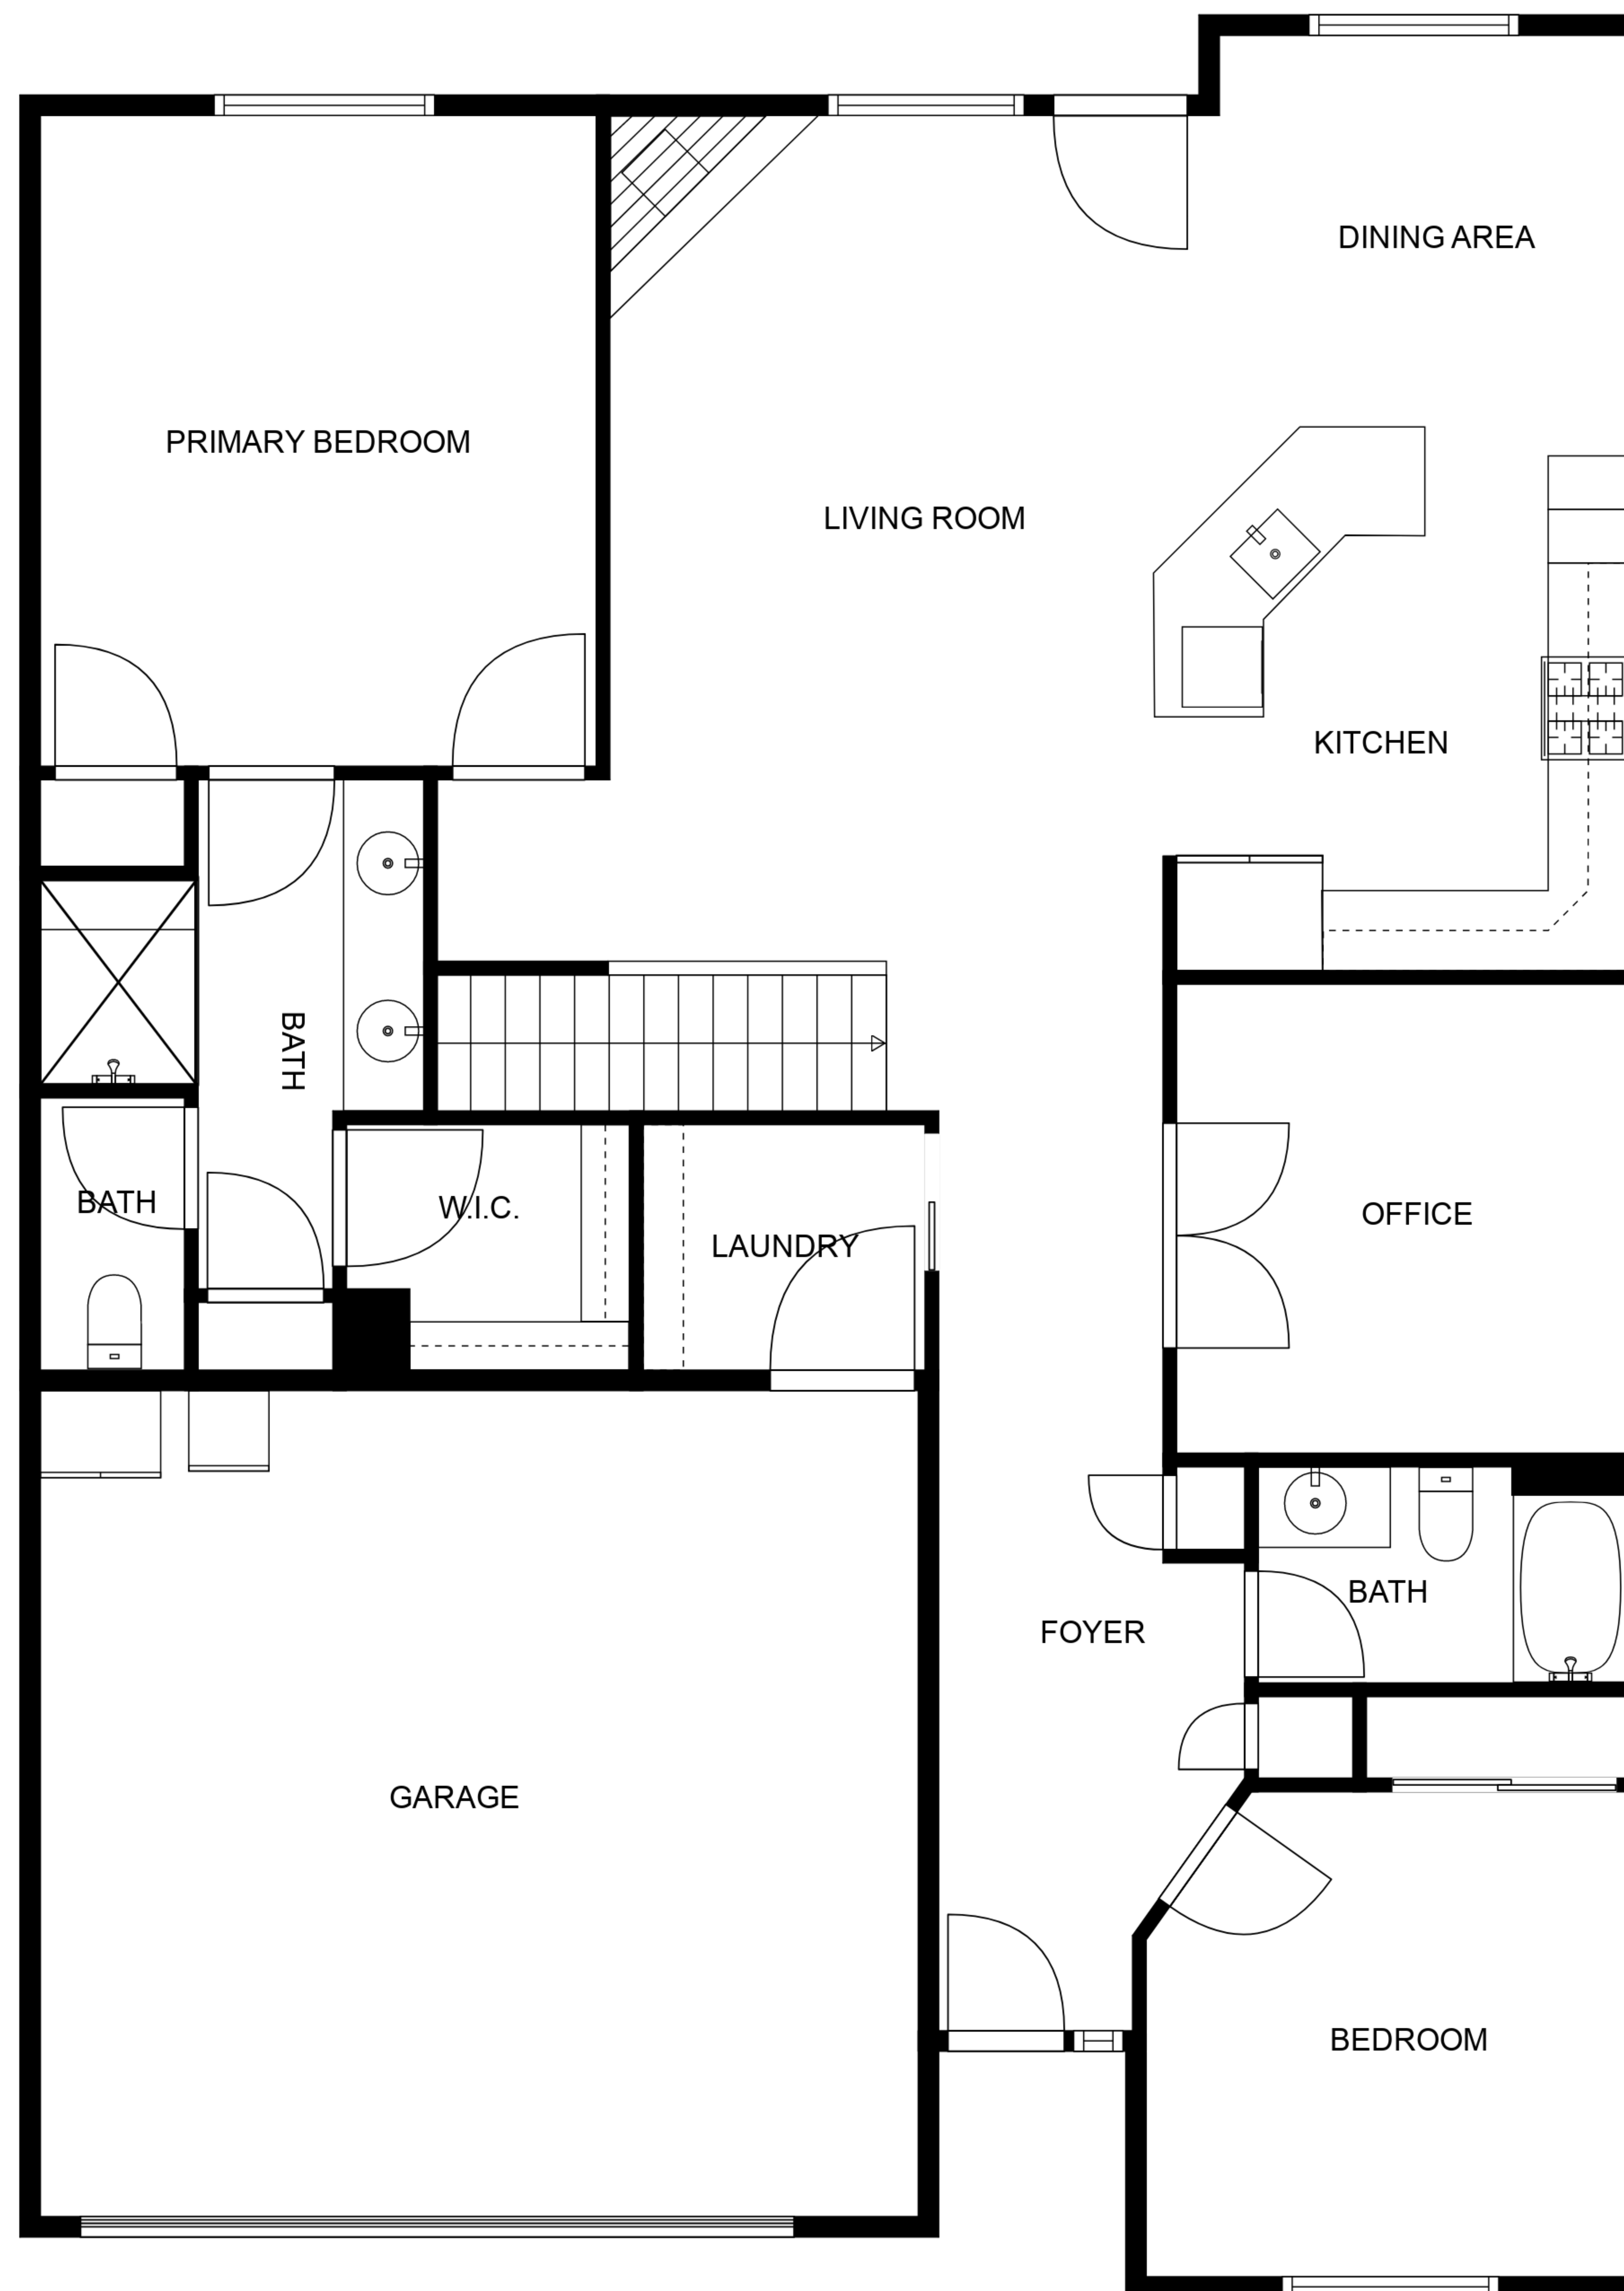 DINING AREA
PRIMARY BEDROOM
LIVING ROOM
KITCHEN
BATH
BATH
W.I.C.
LAUNDRY
OFFICE
BATH
FOYER
GARAGE
BEDROOM